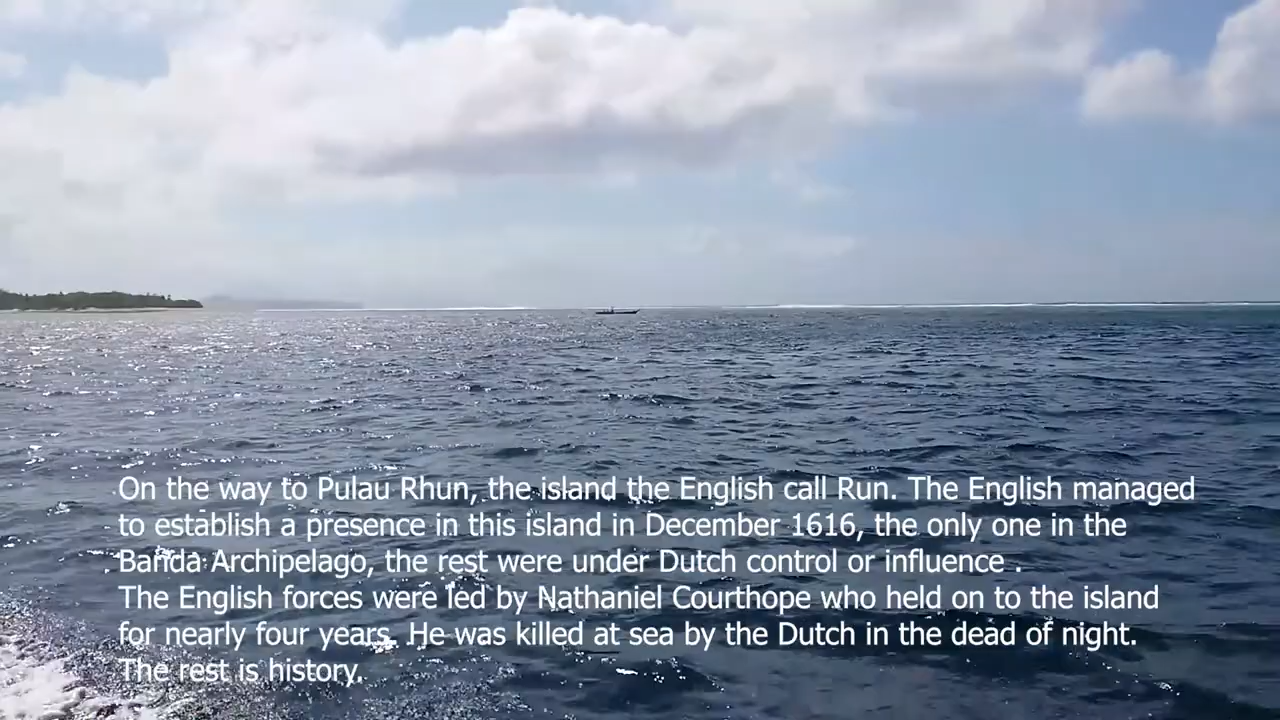 On the way to Pulau Rhun, the island the English call Run. The English managed
to establish a presence in this island in December 1616, the only one in the
Banda Archipelago, the rest were under Dutch control or influence .
The English forces were led by Nathaniel Courthope who held on to the island
for nearly four years. He was killed at sea by the Dutch in the dead of night.
The rest is history.